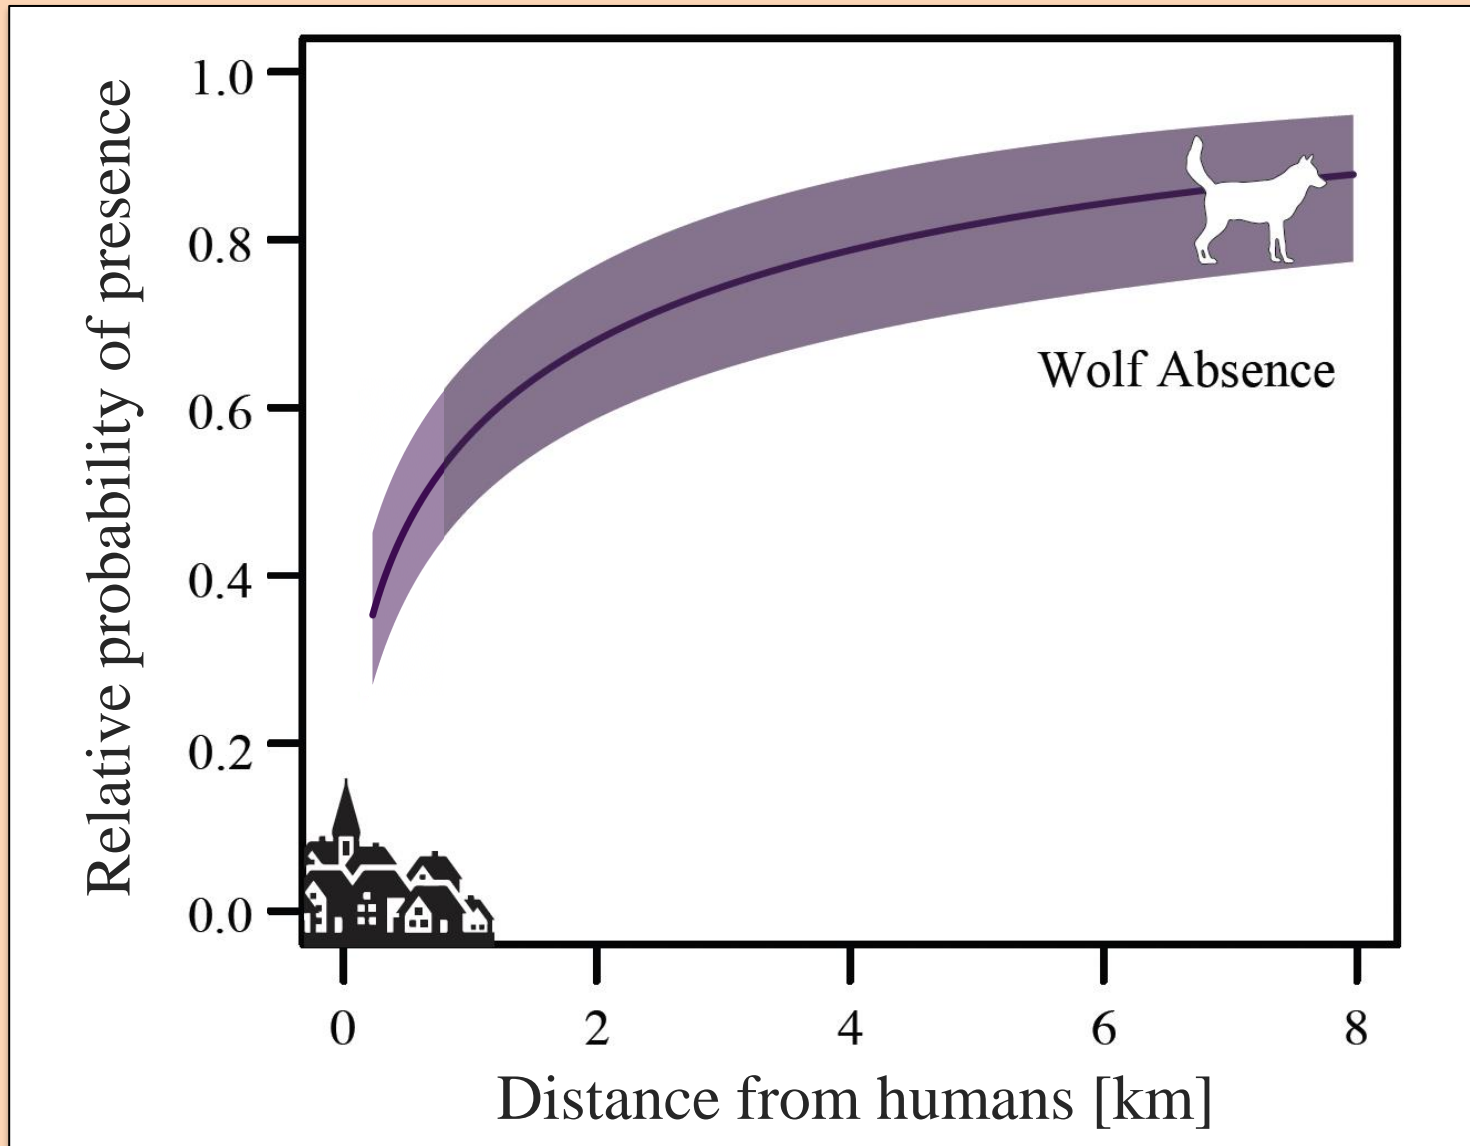 Relative probability of presence
1.0
0.8
0.6
0.4
0.2
0.0
Wolf Absence
0 2 4 6 8
Distance from humans [km]